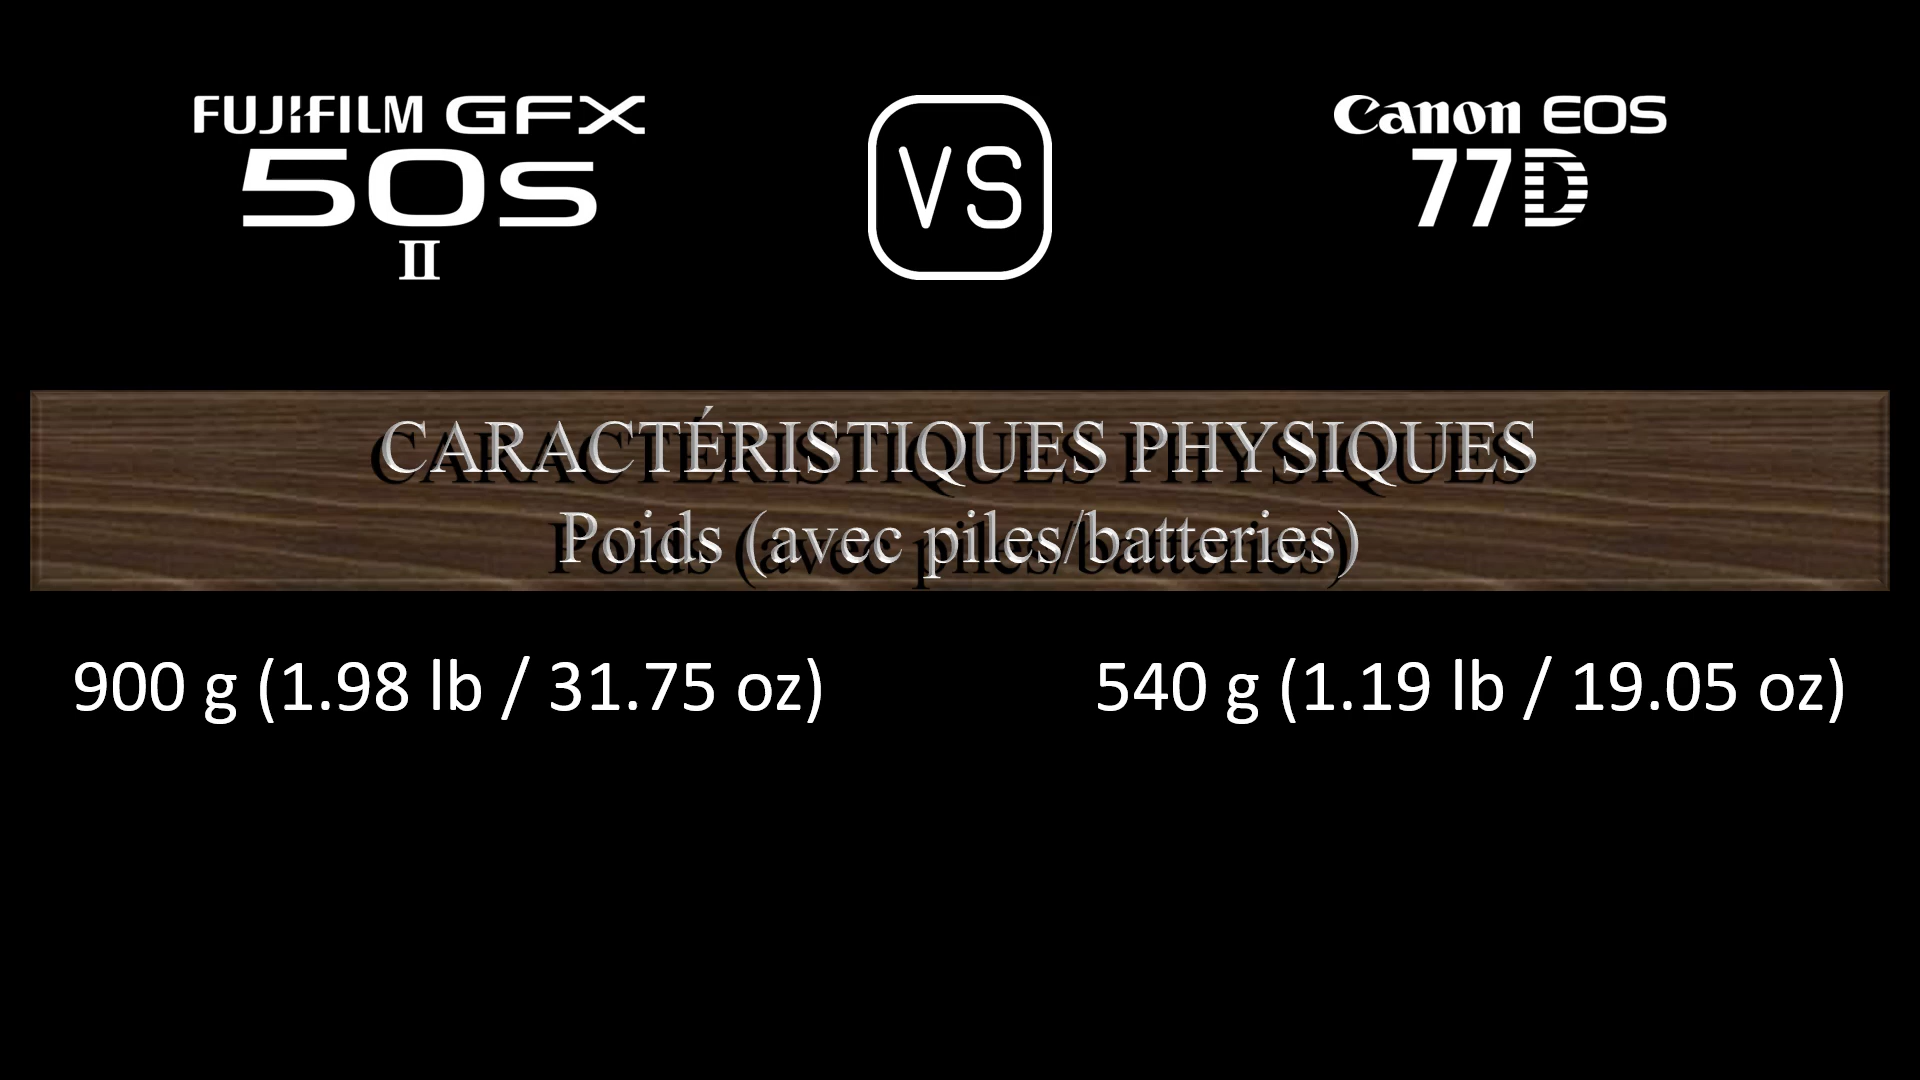 FUJIFILM GFX
50S
II
VS
Canon EOS
77D
CARACTÉRISTIQUES PHYSIQUES
Poids (avec piles/batteries)
900 g (1.98 lb / 31.75 oz)
540 g (1.19 lb / 19.05 oz)